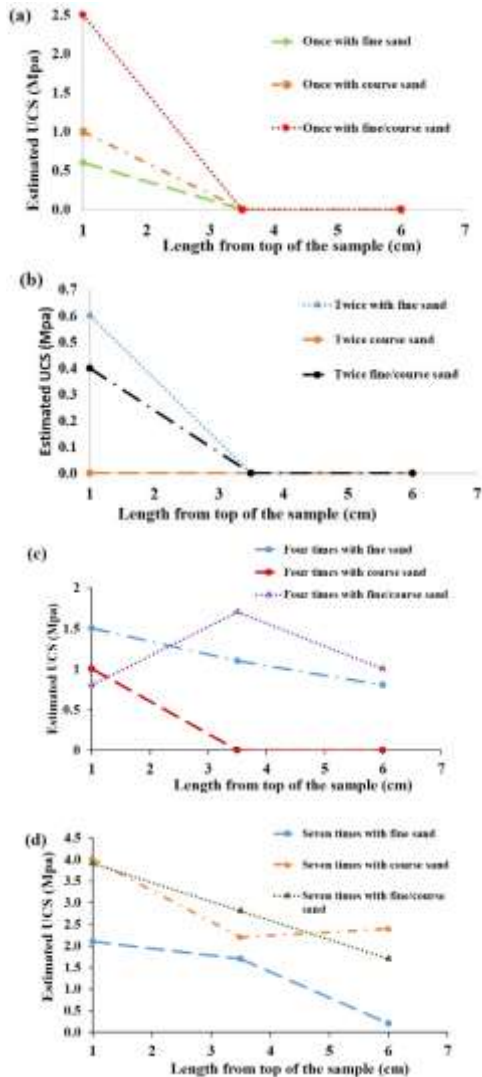 (a)
Estimated UCS (Mpa)
2.5
2.0
1.5
1.0
0.5
0.0
Once with fine sand
Once with course sand
Once with fine/course sand
1 2 3 4 5 6 7
Length from top of the sample (cm)
(b)
Estimated UCS (Mpa)
0.7
0.6
0.5
0.4
0.3
0.2
0.1
0.0
Twice with fine sand
Twice course sand
Twice fine/course sand
1 2 3 4 5 6 7
Length from top of the sample (cm)
(c)
Four times with fine sand
Four times with course sand
Four times with fine/course sand
Estimated UCS (Mpa)
2
1.5
1
0.5
0
1 2 3 4 5 6 7
Length from top of the sample (cm)
(d)
Seven times with fine sand
Seven times with course sand
Seven times with fine/course
sand
Estimated UCS (Mpa)
4.5
4.0
3.5
3.0
2.5
2.0
1.5
1.0
0.5
0.0
1 2 3 4 5 6 7
Length from top of the sample (cm)